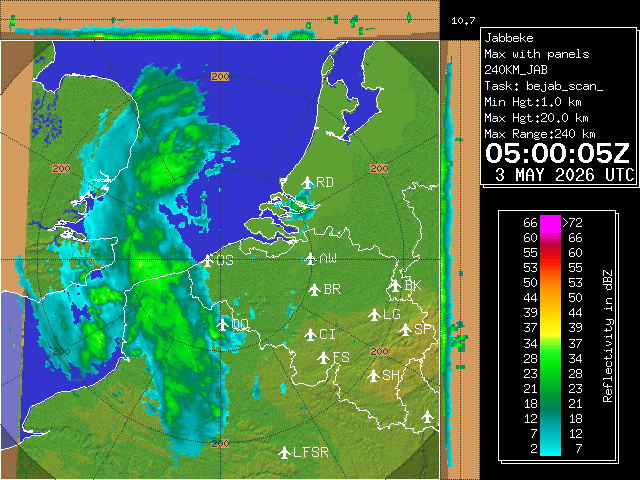 10.7
Jabbeke
Max with panels
240KM_JAB
Task: bejab_scan_
Min Hgt:1.0 km
Max Hgt:20.0 km
Max Range:240 km
05:00:05Z
3 MAY 2026 UTC
200
200
200
RD
OS
AW
BR
BK
LG
QO
CI
SP
200
FS
200
SH
200
LFSR
66 >72
60 66
55 60
53 55
50 53
44 50
39 44
37 39
34 37
28 34
24 28
21 24
18 21
12 18
7 12
2 7
Reflectivity in dBZ